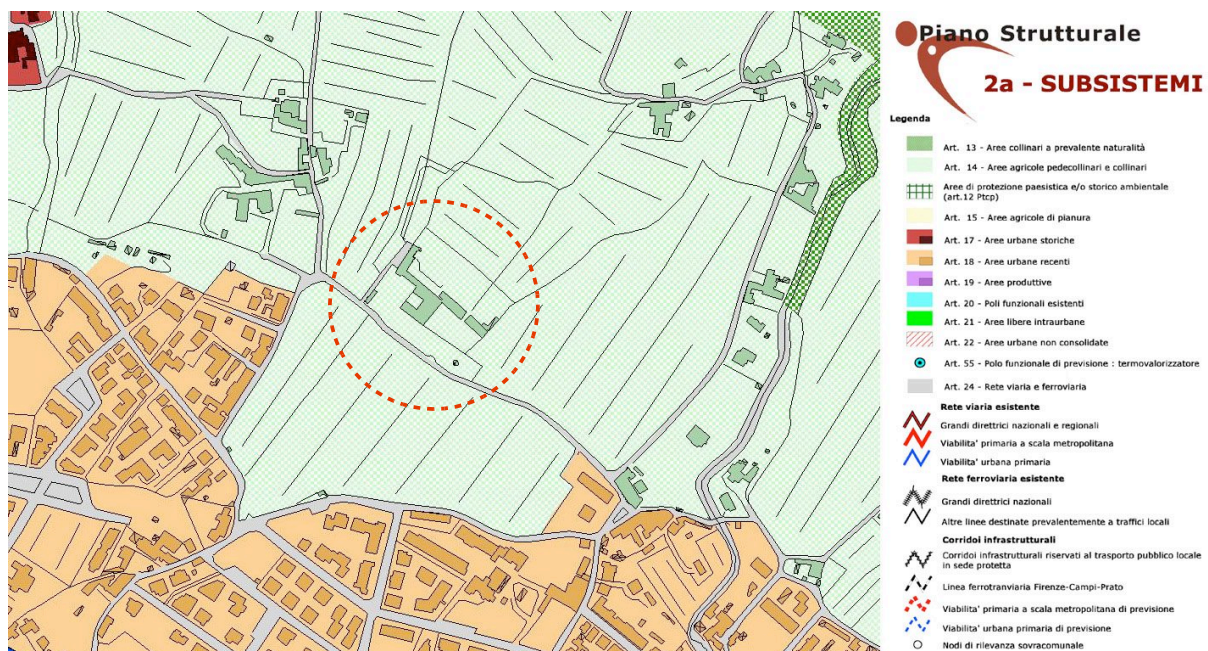 Piano Strutturale
2a - SUBSISTEMI
Legenda
Art. 13 - Aree collinari a prevalente naturalità
Art. 14 - Aree agricole pedecollinari e collinari
Aree di protezione paesistica e/o storico ambientale
(art.12 Ptcp)
Art. 15 - Aree agricole di pianura
Art. 17 - Aree urbane storiche
Art. 18 - Aree urbane recenti
Art. 19 - Aree produttive
Art. 20 - Poli funzionali esistenti
Art. 21 - Aree libere intraurbane
Art. 22 - Aree urbane non consolidate
Art. 55 - Polo funzionale di previsione : termovalorizzatore
Art. 24 - Rete viaria e ferroviaria
Rete viaria esistente
Grandi direttrici nazionali e regionali
Viabilita' primaria a scala metropolitana
Viabilita' urbana primaria
Rete ferroviaria esistente
Grandi direttrici nazionali
Altre linee destinate prevalentemente a traffici locali
Corridoi infrastrutturali
Corridoi infrastrutturali riservati al trasporto pubblico locale
in sede protetta
Linea ferrotranviaria Firenze-Campi-Prato
Viabilita' primaria a scala metropolitana di previsione
Viabilita' urbana primaria di previsione
Nodi di rilevanza sovracomunale